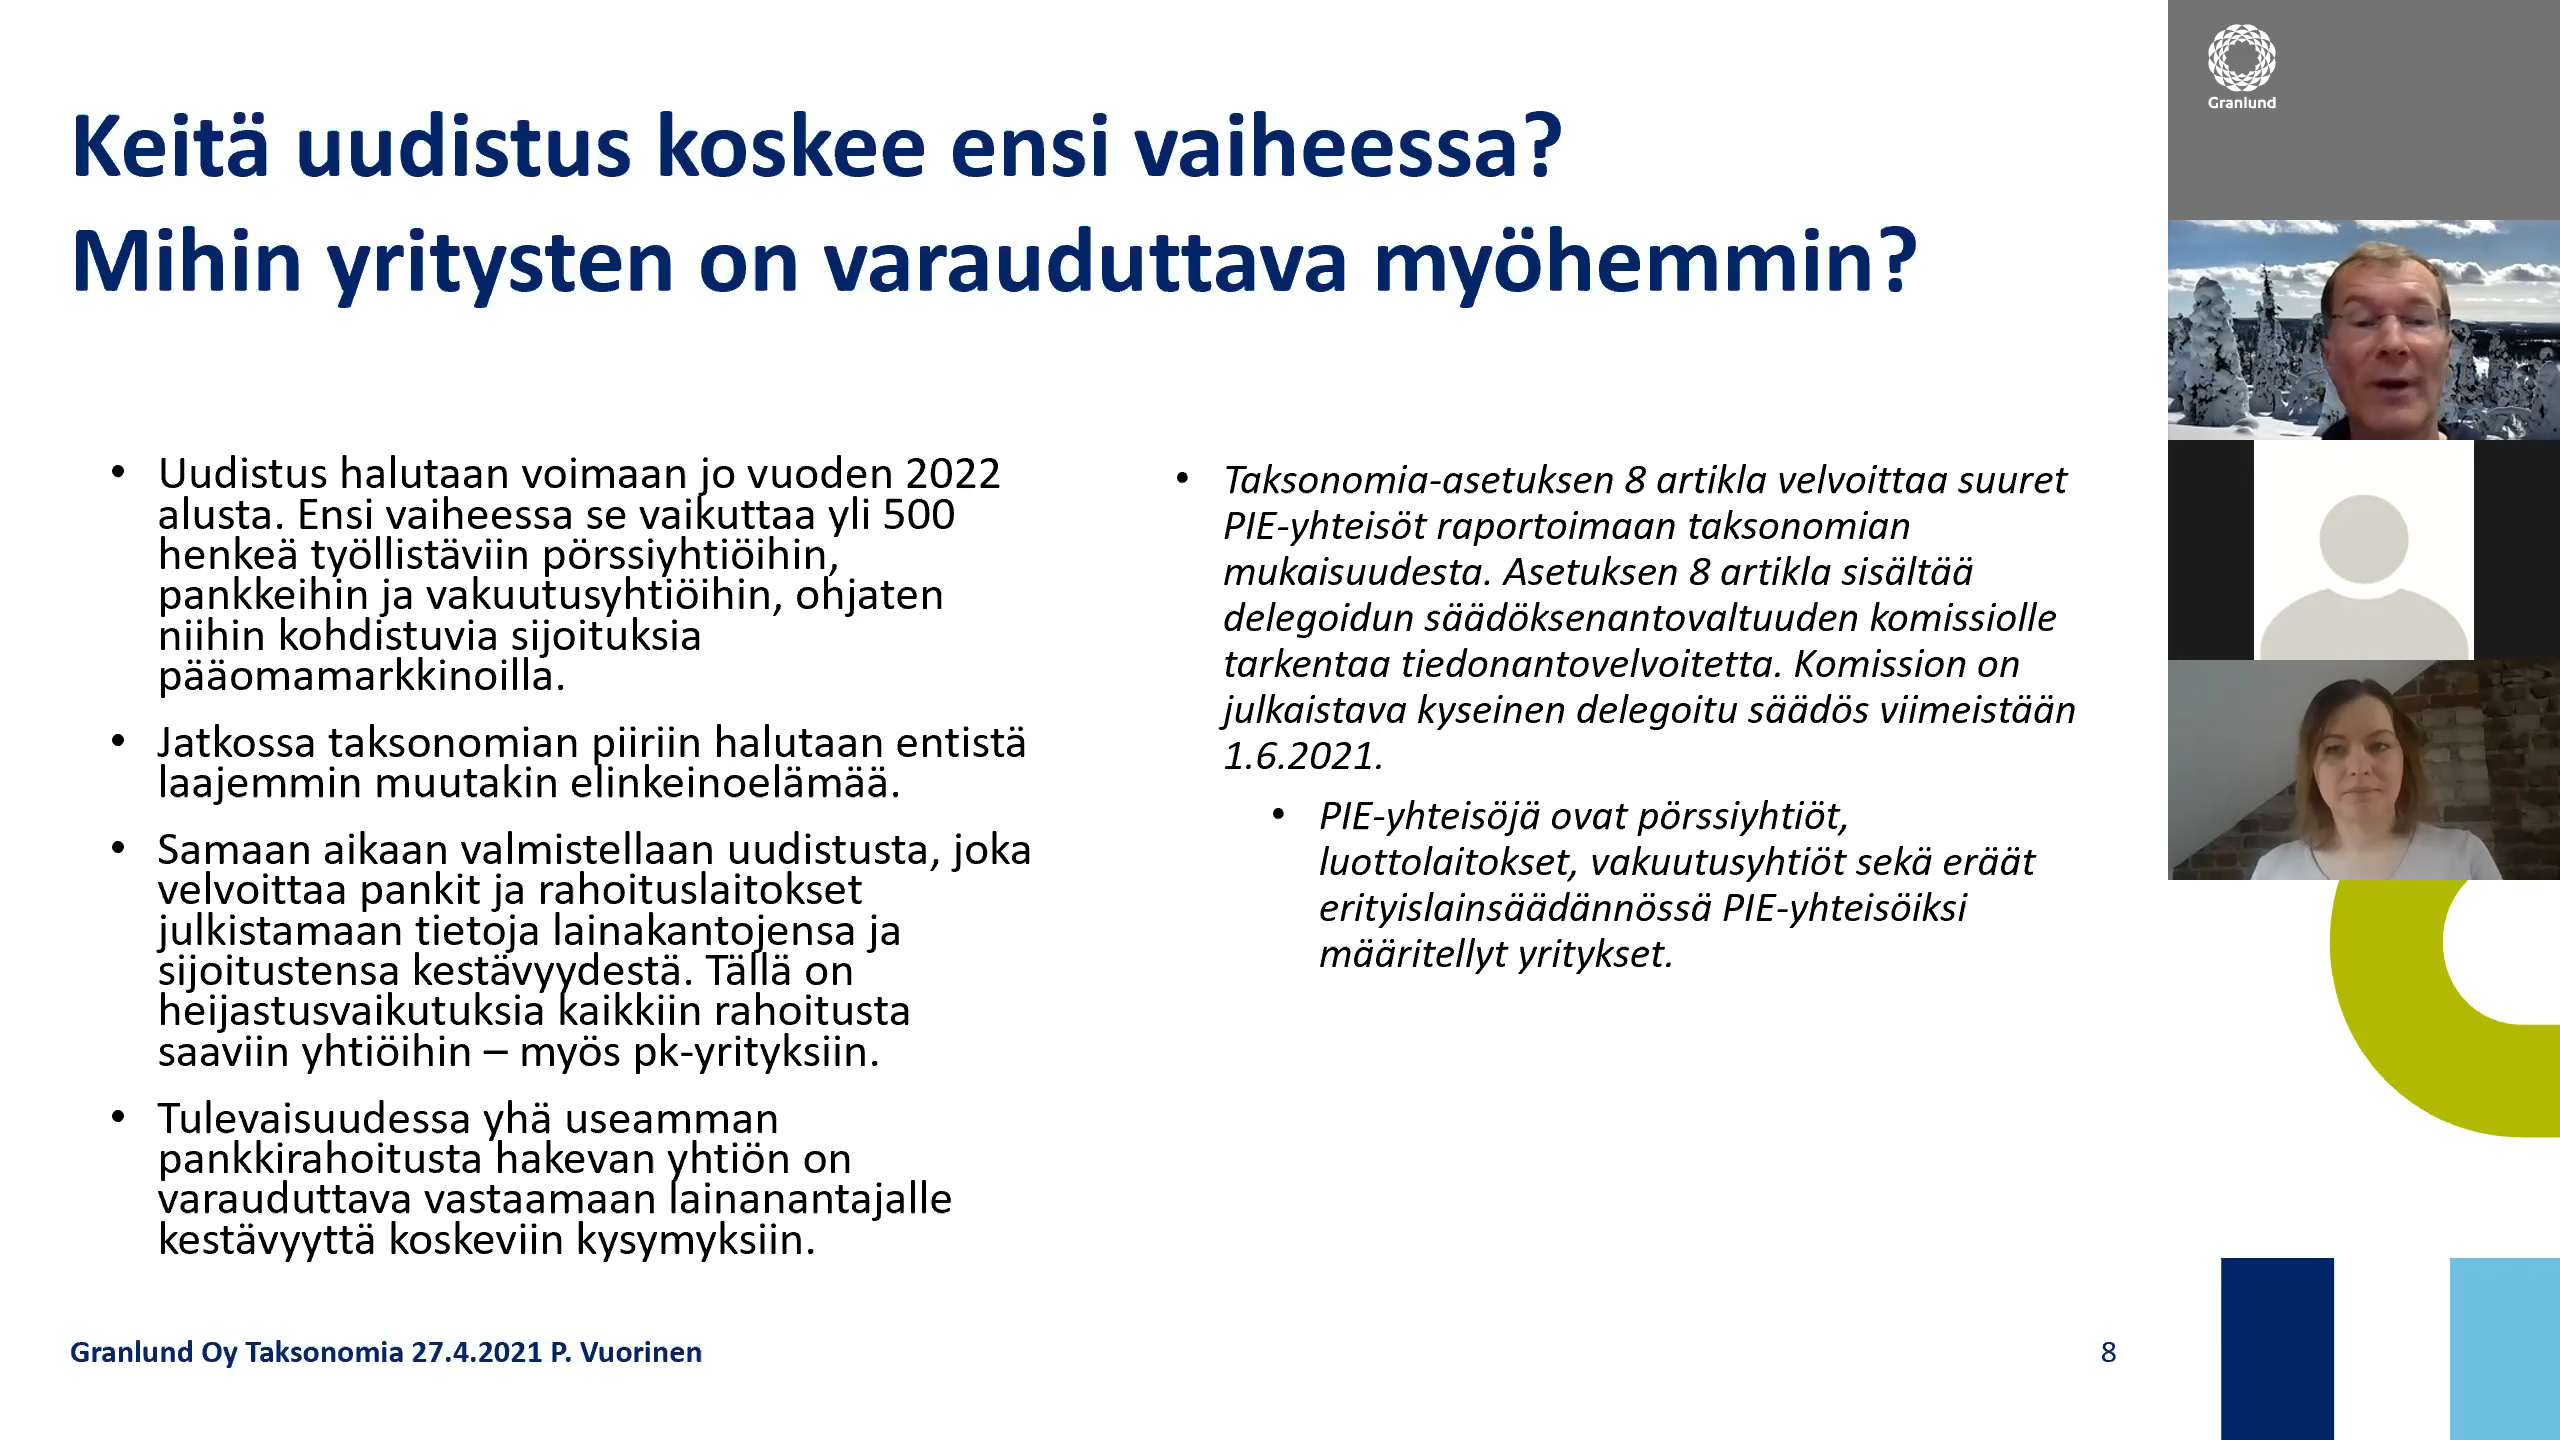 Keitä uudistus koskee ensi vaiheessa?
Mihin yritysten on varauduttava myöhemmin?
• Uudistus halutaan voimaan jo vuoden 2022
alusta. Ensi vaiheessa se vaikuttaa yli 500
henkeä työllistäviin pörssiyhtiöihin,
pankkeihin ja vakuutusyhtiöihin, ohjaten
niihin kohdistuvia sijoituksia
pääomamarkkinoilla.
• Jatkossa taksonomian piiriin halutaan entistä
laajemmin muutakin elinkeinoelämää.
• Samaan aikaan valmistellaan uudistusta, joka
velvoittaa pankit ja rahoituslaitokset
julkistamaan tietoja lainakantojensa ja
sijoitustensa kestävyydestä. Tällä on
heijastusvaikutuksia kaikkiin rahoitusta
saaviin yhtiöihin – myös pk-yrityksiin.
• Tulevaisuudessa yhä useamman
pankkirahoitusta hakevan yhtiön on
varauduttava vastaamaan lainanantajalle
kestävyyttä koskeviin kysymyksiin.
• Taksonomia-asetuksen 8 artikla velvoittaa suuret
PIE-yhteisöt raportoimaan taksonomian
mukaisuudesta. Asetuksen 8 artikla sisältää
delegoidun säädöksenantovaltuuden komissiolle
tarkentaa tiedonantovelvoitetta. Komission on
julkaistava kyseinen delegoitu säädös viimeistään
1.6.2021.
• PIE-yhteisöjä ovat pörssiyhtiöt,
luottolaitokset, vakuutusyhtiöt sekä eräät
erityislainsäädännössä PIE-yhteisöiksi
määritellyt yritykset.
Granlund Oy Taksonomia 27.4.2021 P. Vuorinen
8
Granlund